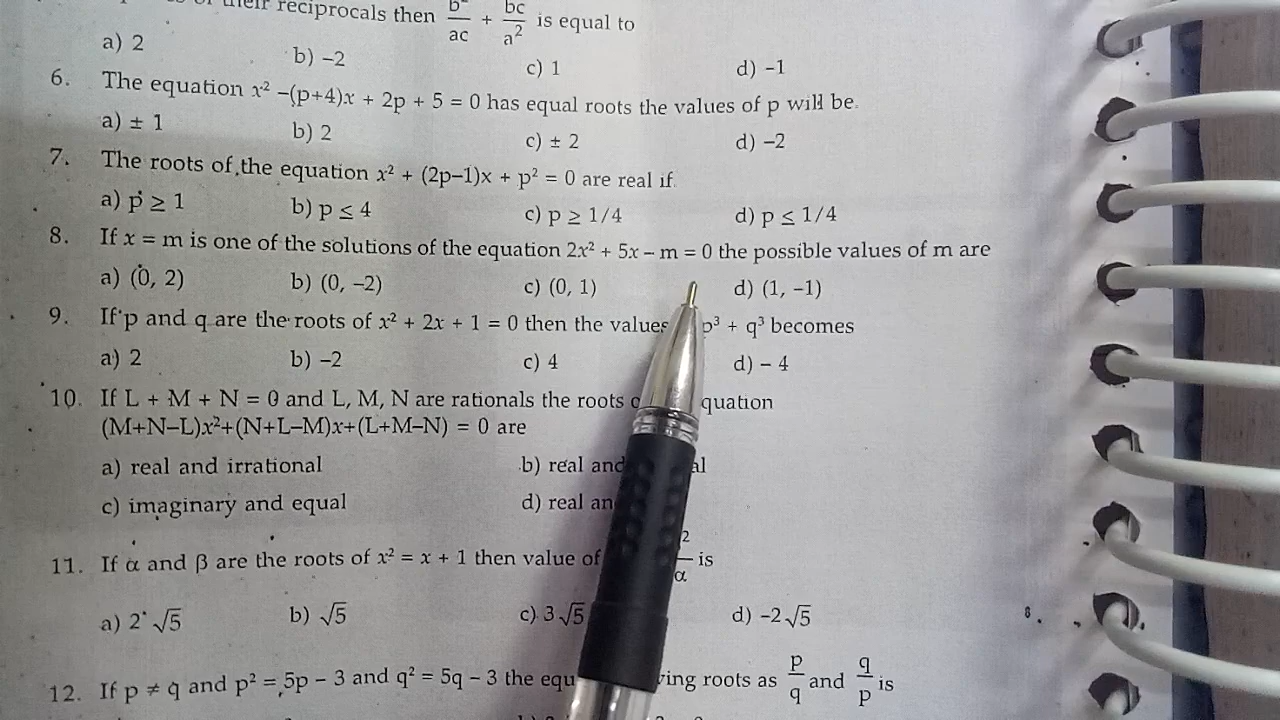 their reciprocals then b²/ac + bc/a² is equal to
a) 2 b) –2 c) 1 d) –1
6. The equation x² –(p+4)x + 2p + 5 = 0 has equal roots the values of p will be.
a) ± 1 b) 2 c) ± 2 d) –2
7. The roots of the equation x² + (2p–1)x + p² = 0 are real if.
a) p ≥ 1 b) p ≤ 4 c) p ≥ 1/4 d) p ≤ 1/4
8. If x = m is one of the solutions of the equation 2x² + 5x – m = 0 the possible values of m are
a) (0, 2) b) (0, –2) c) (0, 1) d) (1, –1)
9. If p and q are the roots of x² + 2x + 1 = 0 then the values p³ + q³ becomes
a) 2 b) –2 c) 4 d) – 4
10. If L + M + N = 0 and L, M, N are rationals the roots
(M+N–L)x²+(N+L–M)x+(L+M–N) = 0 are
a) real and irrational b) real and
c) imaginary and equal d) real
11. If α and β are the roots of x² = x + 1 then value of 2/α is
a) 2 √5 b) √5 c) 3√5 d) –2√5
8.
12. If p ≠ q and p² = 5p – 3 and q² = 5q – 3 the roots as p/q and q/p is